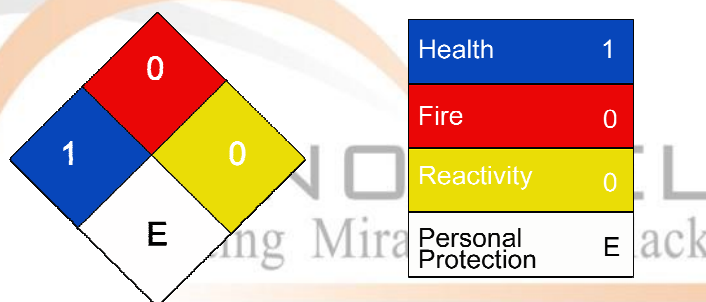 0
1
0
E
Health 1
Fire 0
Reactivity 0
Personal
Protection E